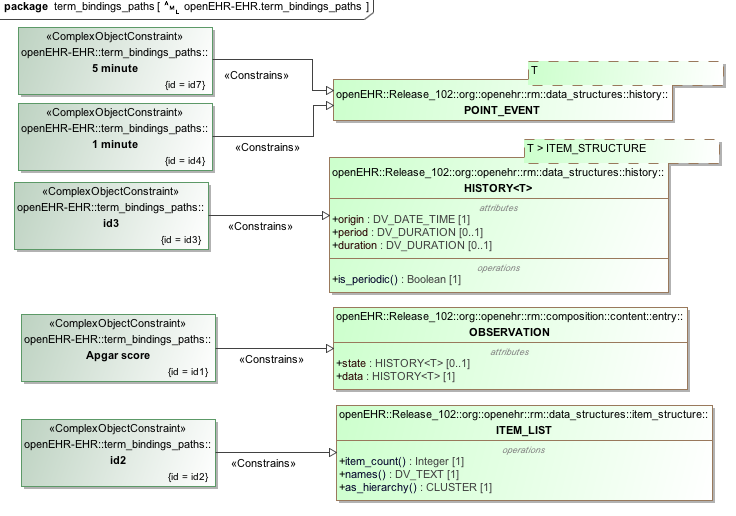 package term_bindings_paths [ AML openEHR-EHR.term_bindings_paths ]
«ComplexObjectConstraint»
openEHR-EHR::term_bindings_paths::
5 minute
{id = id7}
«Constrains»
T
openEHR::Release_102::org::openehr::rm::data_structures::history::
POINT_EVENT
«ComplexObjectConstraint»
openEHR-EHR::term_bindings_paths::
1 minute
{id = id4}
«Constrains»
T > ITEM_STRUCTURE
openEHR::Release_102::org::openehr::rm::data_structures::history::
HISTORY<T>
attributes
+origin : DV_DATE_TIME [1]
+period : DV_DURATION [0..1]
+duration : DV_DURATION [0..1]
operations
+is_periodic() : Boolean [1]
«ComplexObjectConstraint»
openEHR-EHR::term_bindings_paths::
id3
{id = id3}
«Constrains»
openEHR::Release_102::org::openehr::rm::composition::content::entry::
OBSERVATION
attributes
+state : HISTORY<T> [0..1]
+data : HISTORY<T> [1]
«ComplexObjectConstraint»
openEHR-EHR::term_bindings_paths::
Apgar score
{id = id1}
«Constrains»
openEHR::Release_102::org::openehr::rm::data_structures::item_structure::
ITEM_LIST
operations
+item_count() : Integer [1]
+names() : DV_TEXT [1]
+as_hierarchy() : CLUSTER [1]
«ComplexObjectConstraint»
openEHR-EHR::term_bindings_paths::
id2
{id = id2}
«Constrains»